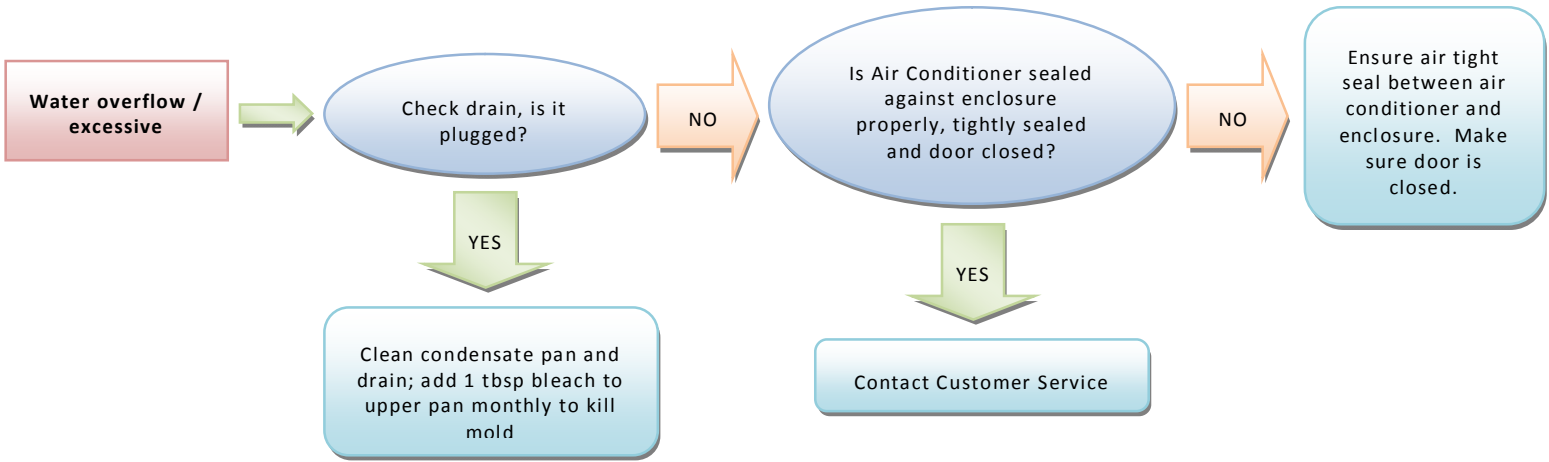 Water overflow /
excessive
Check drain, is it
plugged?
NO
Is Air Conditioner sealed
against enclosure
properly, tightly sealed
and door closed?
NO
Ensure air tight
seal between air
conditioner and
enclosure. Make
sure door is
closed.
YES
YES
Clean condensate pan and
drain; add 1 tbsp bleach to
upper pan monthly to kill
mold
Contact Customer Service